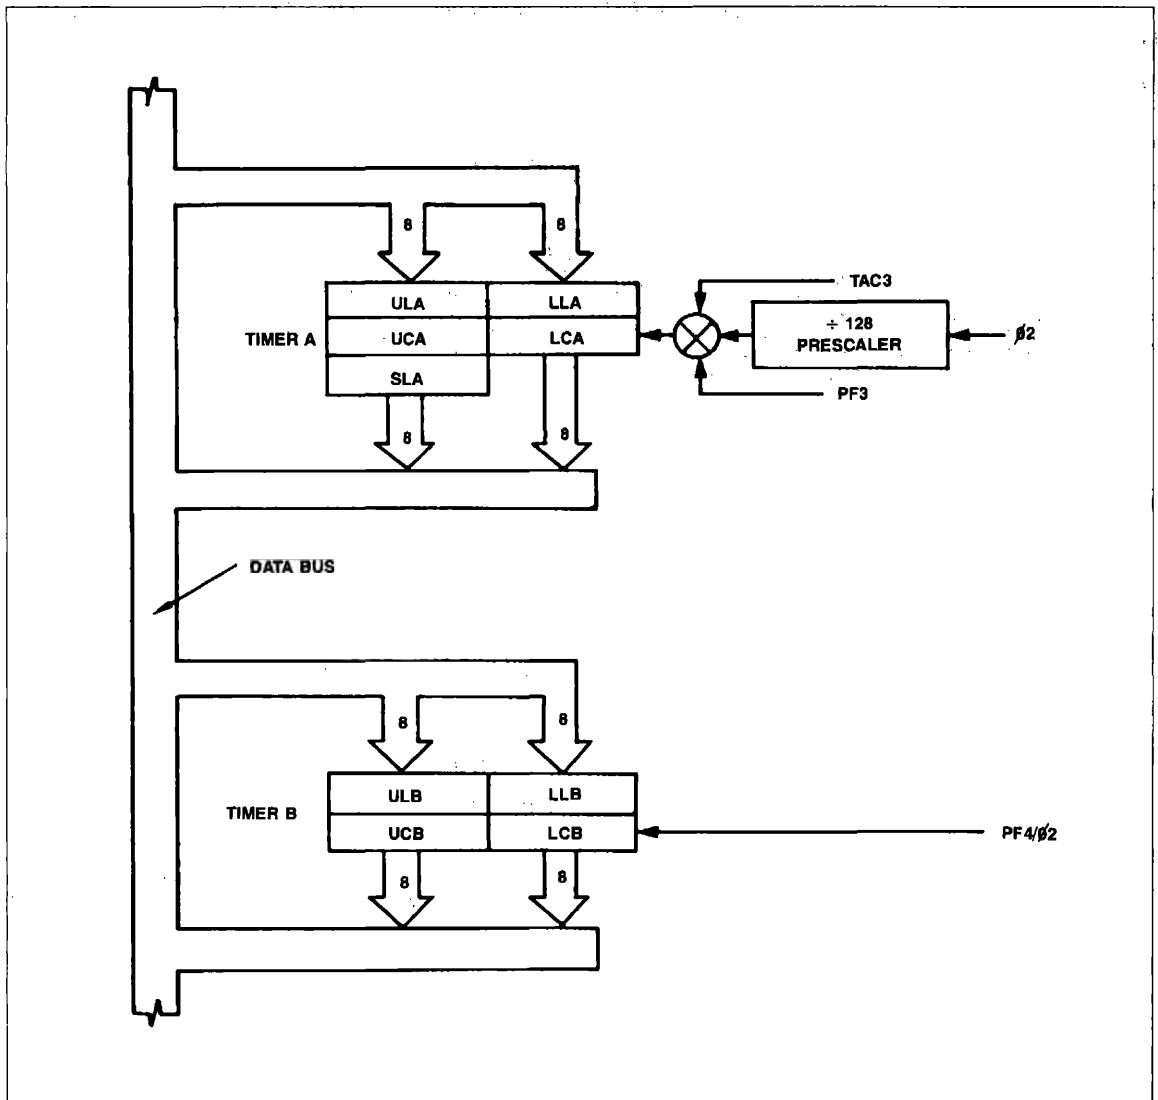 8 8
ULA LLA
TIMER A UCA LCA
SLA
TAC3
÷ 128
PRESCALER
Ø2
PF3
8 8
DATA BUS
8 8
ULB LLB
TIMER B UCB LCB
PF4/Ø2
8 8